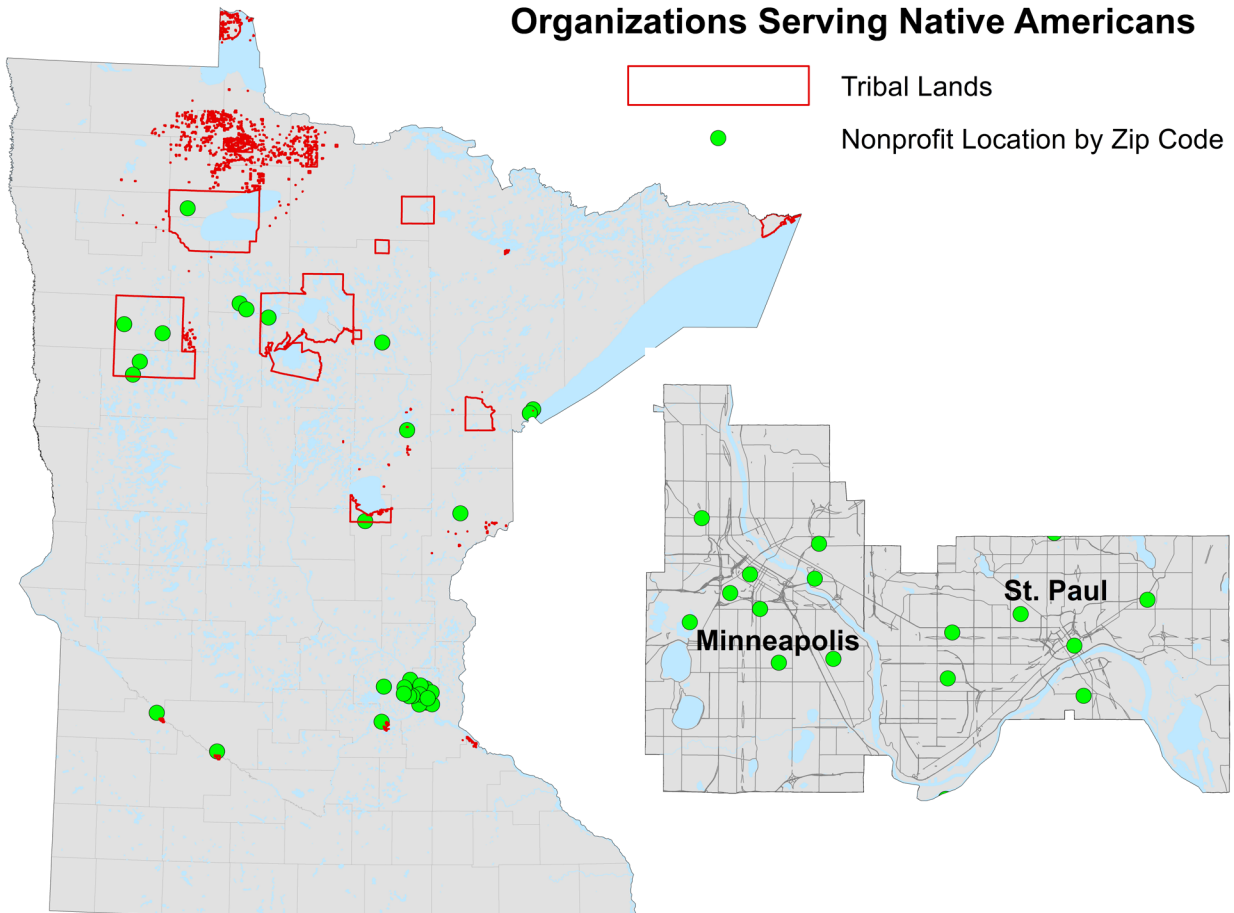 Organizations Serving Native Americans
Tribal Lands
Nonprofit Location by Zip Code
St. Paul
Minneapolis